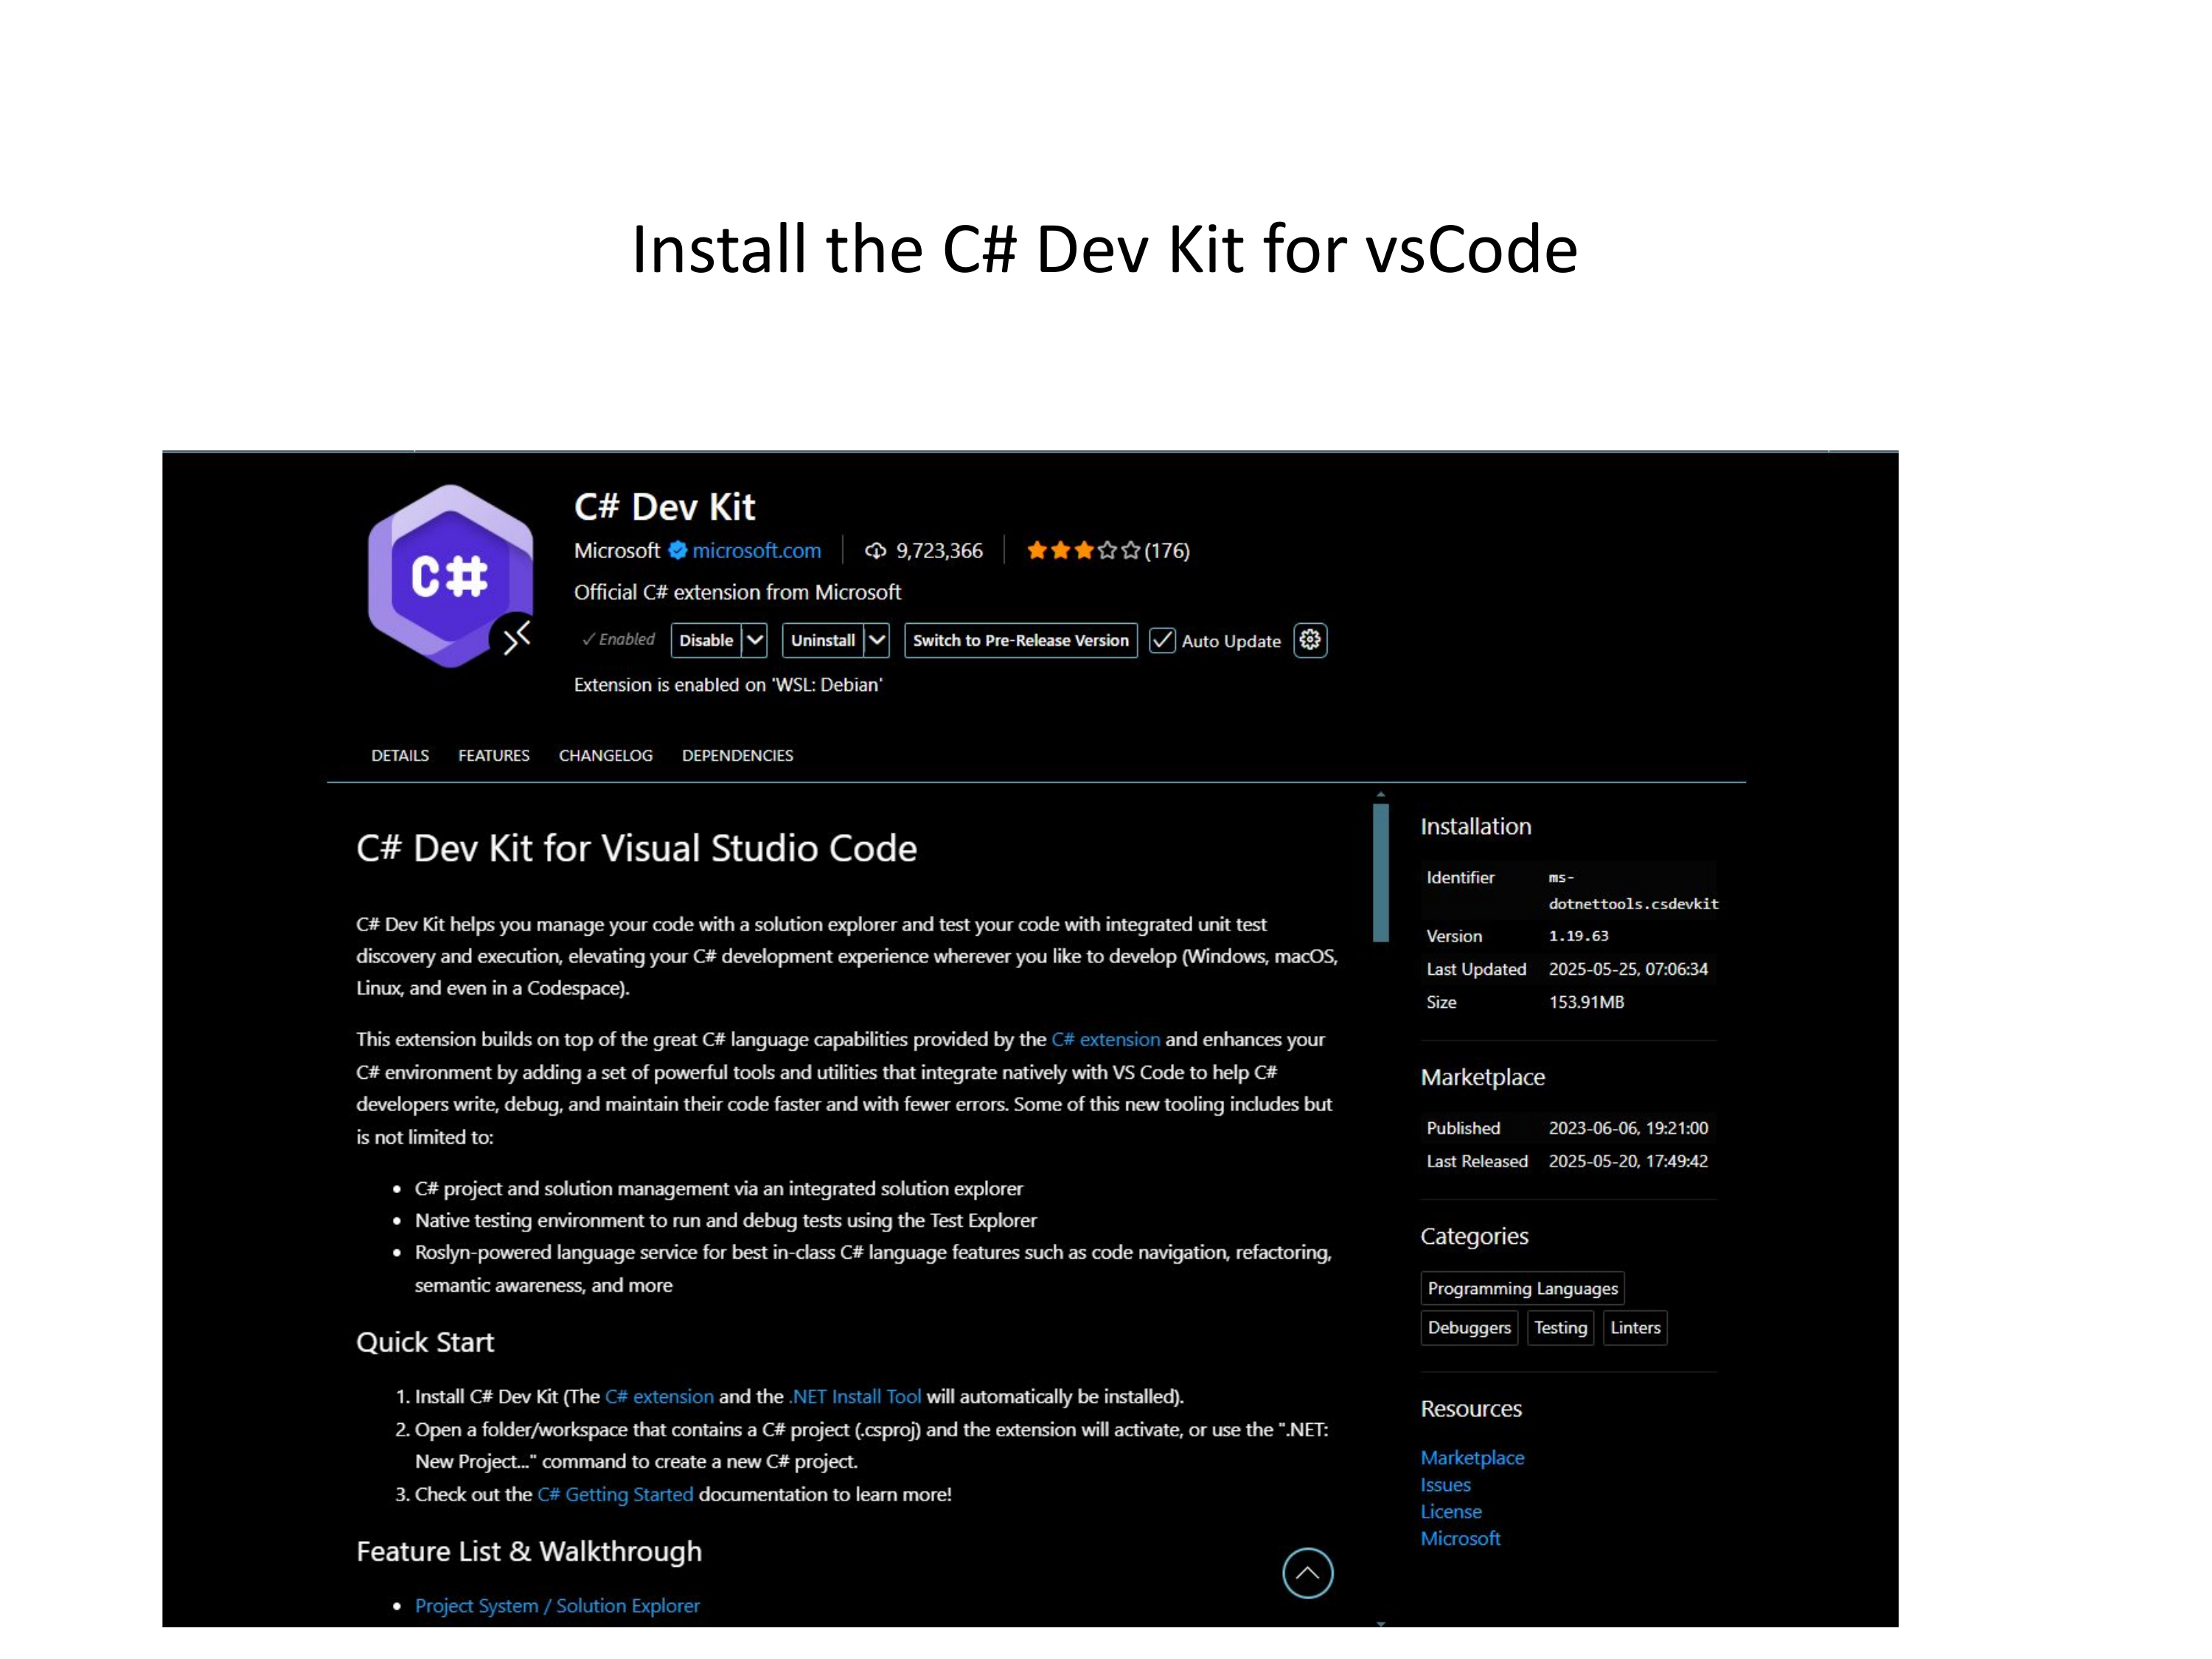 Install the C# Dev Kit for vsCode
C#
C# Dev Kit
Microsoft microsoft.com 9,723,366 (176)
Official C# extension from Microsoft
Enabled Disable Uninstall Switch to Pre-Release Version Auto Update
Extension is enabled on 'WSL: Debian'
DETAILS FEATURES CHANGELOG DEPENDENCIES
C# Dev Kit for Visual Studio Code
C# Dev Kit helps you manage your code with a solution explorer and test your code with integrated unit test
discovery and execution, elevating your C# development experience wherever you like to develop (Windows, macOS,
Linux, and even in a Codespace).
This extension builds on top of the great C# language capabilities provided by the C# extension and enhances your
C# environment by adding a set of powerful tools and utilities that integrate natively with VS Code to help C#
developers write, debug, and maintain their code faster and with fewer errors. Some of this new tooling includes but
is not limited to:
• C# project and solution management via an integrated solution explorer
• Native testing environment to run and debug tests using the Test Explorer
• Roslyn-powered language service for best in-class C# language features such as code navigation, refactoring,
semantic awareness, and more
Quick Start
1. Install C# Dev Kit (The C# extension and the .NET Install Tool will automatically be installed).
2. Open a folder/workspace that contains a C# project (.csproj) and the extension will activate, or use the ".NET:
New Project..." command to create a new C# project.
3. Check out the C# Getting Started documentation to learn more!
Feature List & Walkthrough
• Project System / Solution Explorer
Installation
Identifier ms-
dotnettools.csdevkit
Version 1.19.63
Last Updated 2025-05-25, 07:06:34
Size 153.91MB
Marketplace
Published 2023-06-06, 19:21:00
Last Released 2025-05-20, 17:49:42
Categories
Programming Languages
Debuggers Testing Linters
Resources
Marketplace
Issues
License
Microsoft